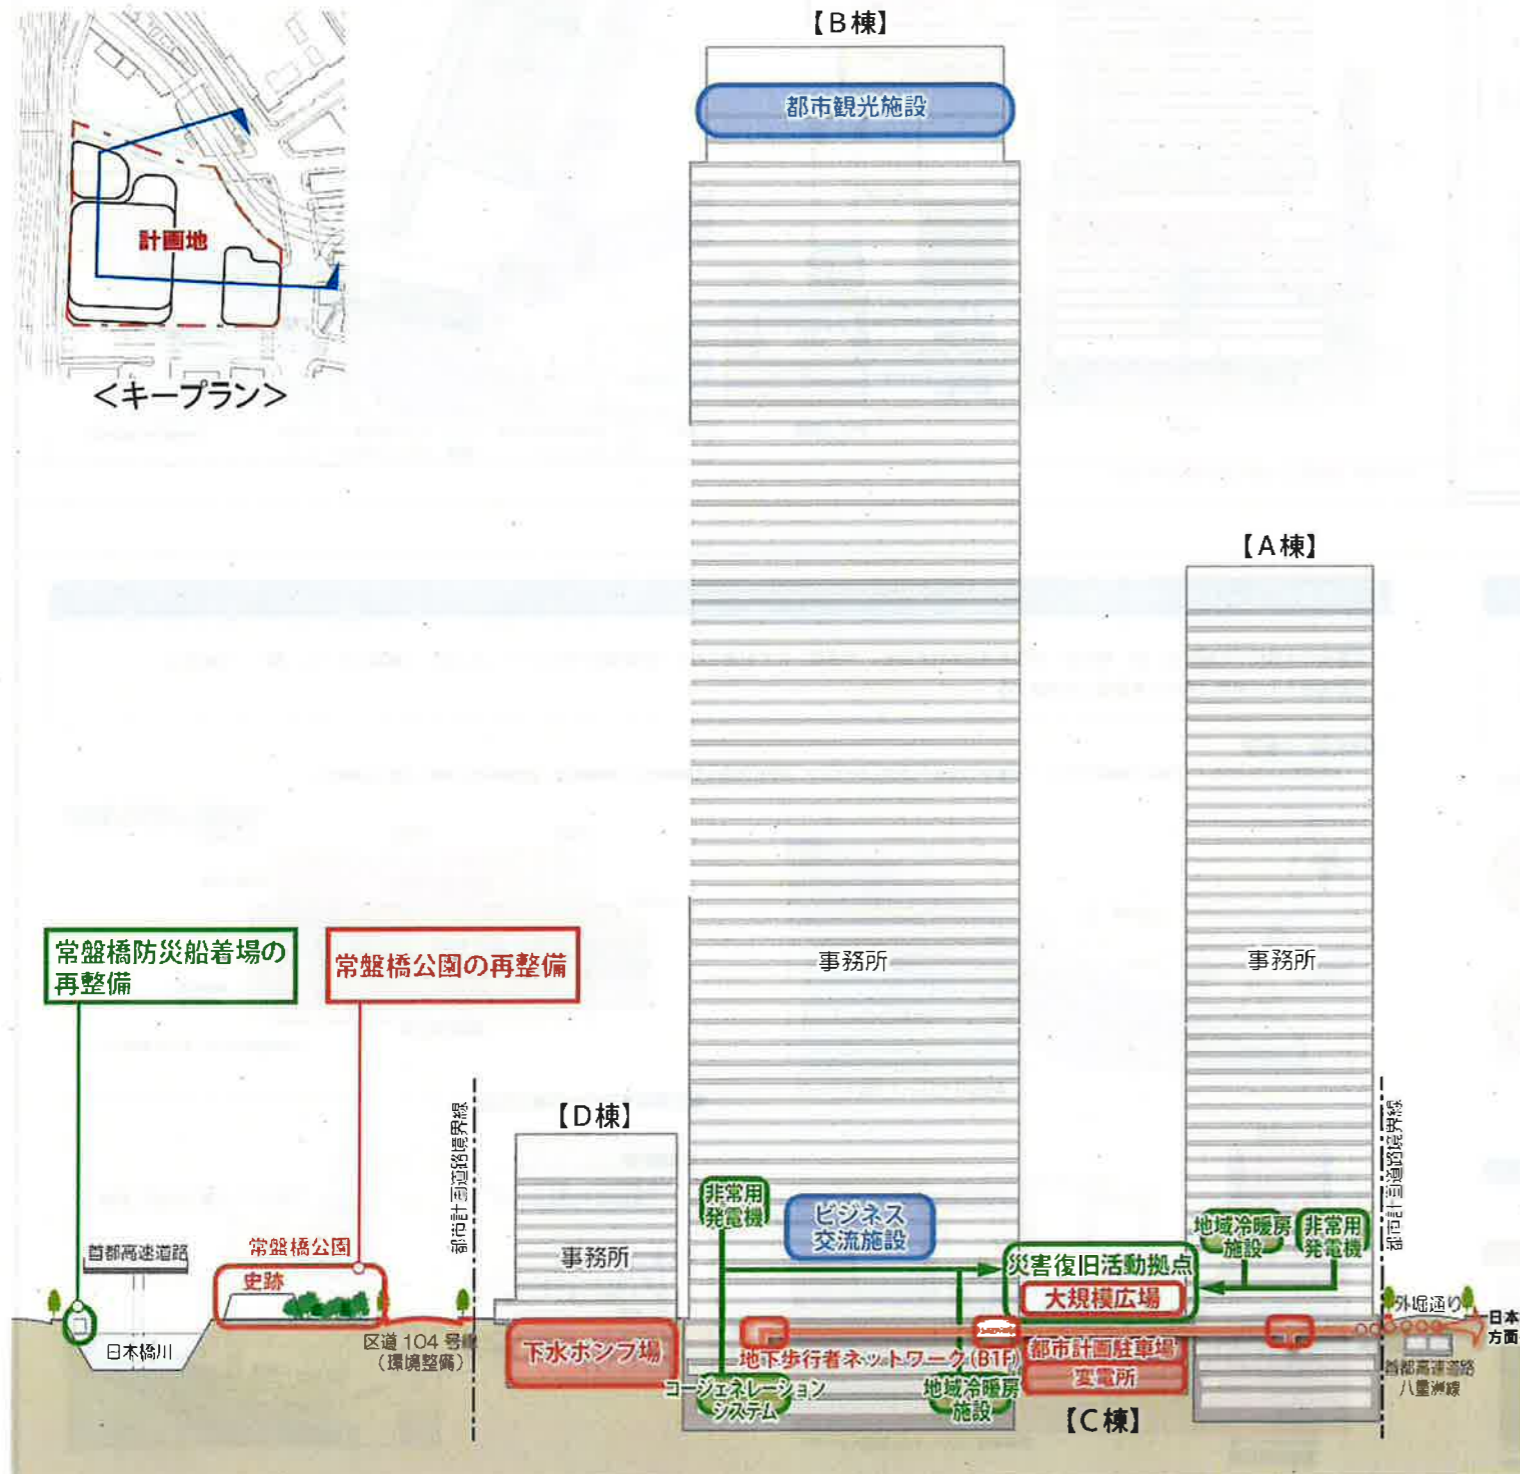 【B棟】
都市観光施設
計画地
<キープラン>
【A棟】
常盤橋防災船着場の
再整備
常盤橋公園の再整備
事務所
事務所
都市計画道路境界線
【D棟】
都市計画道路境界線
非常用
発電機
ビジネス
交流施設
地域冷暖房
施設
非常用
発電機
首都高速道路
常盤橋公園
史跡
事務所
災害復旧活動拠点
大規模広場
外堀通り
日本
方面
日本橋川
区道104号線
(環境整備)
下水ポンプ場
地下歩行者ネットワーク(B1F)
都市計画駐車場
変電所
首都高速道路
八重洲線
コージェネレーション
システム
地域冷暖房
施設
【C棟】